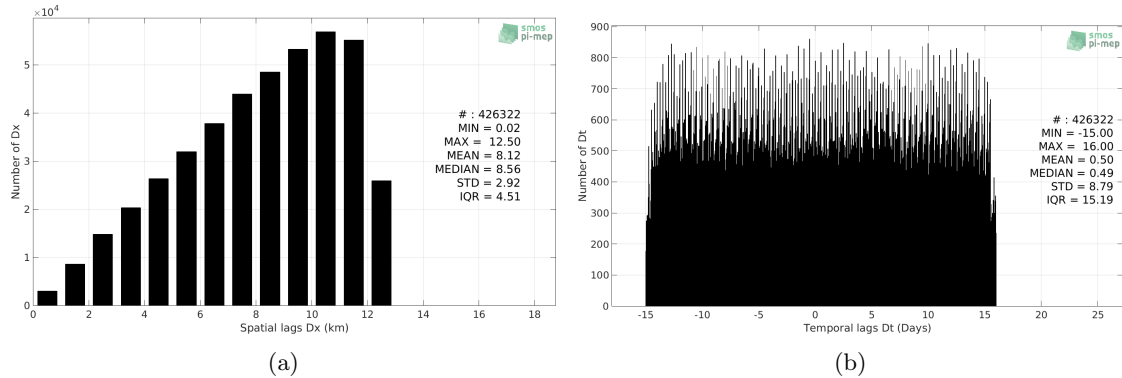 ×10⁴
5
4
3
2
1
0
Number of Dx
0 2 4 6 8 10 12 14 16 18
Spatial lags Dx (km)
smos
pi-mep
# : 426322
MIN = 0.02
MAX = 12.50
MEAN = 8.12
MEDIAN = 8.56
STD = 2.92
IQR = 4.51
(a)
900
800
700
600
500
400
300
200
100
0
Number of Dt
-15 -10 -5 0 5 10 15 20 25
Temporal lags Dt (Days)
smos
pi-mep
# : 426322
MIN = -15.00
MAX = 16.00
MEAN = 0.50
MEDIAN = 0.49
STD = 8.79
IQR = 15.19
(b)